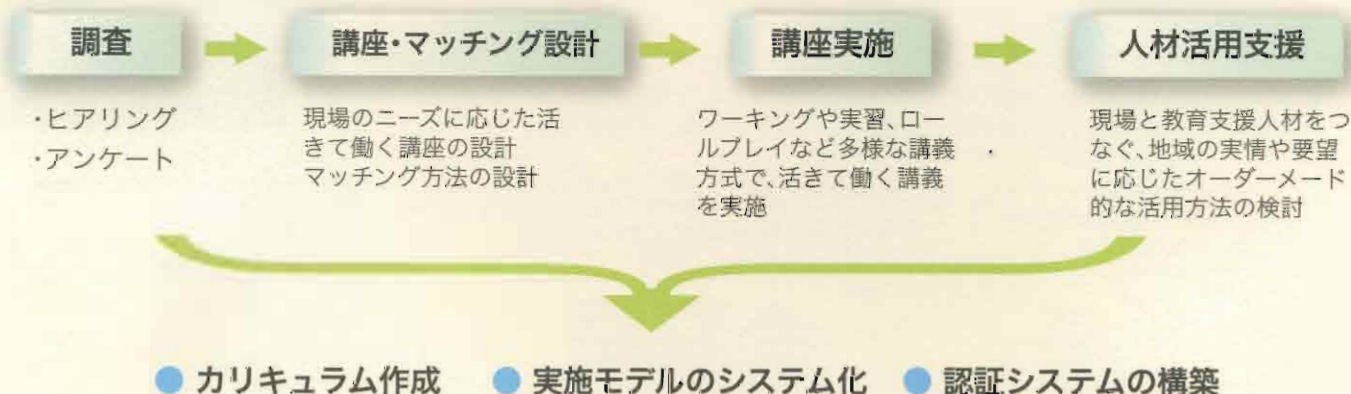 調査
講座・マッチング設計
講座実施
人材活用支援
・ヒアリング
・アンケート
現場のニーズに応じた活
きて働く講座の設計
マッチング方法の設計
ワーキングや実習、ロー
ルプレイなど多様な講義
方式で、活きて働く講義
を実施
現場と教育支援人材をつ
なぐ、地域の実情や要望
に応じたオーダーメード
的な活用方法の検討
● カリキュラム作成 ● 実施モデルのシステム化 ● 認証システムの構築